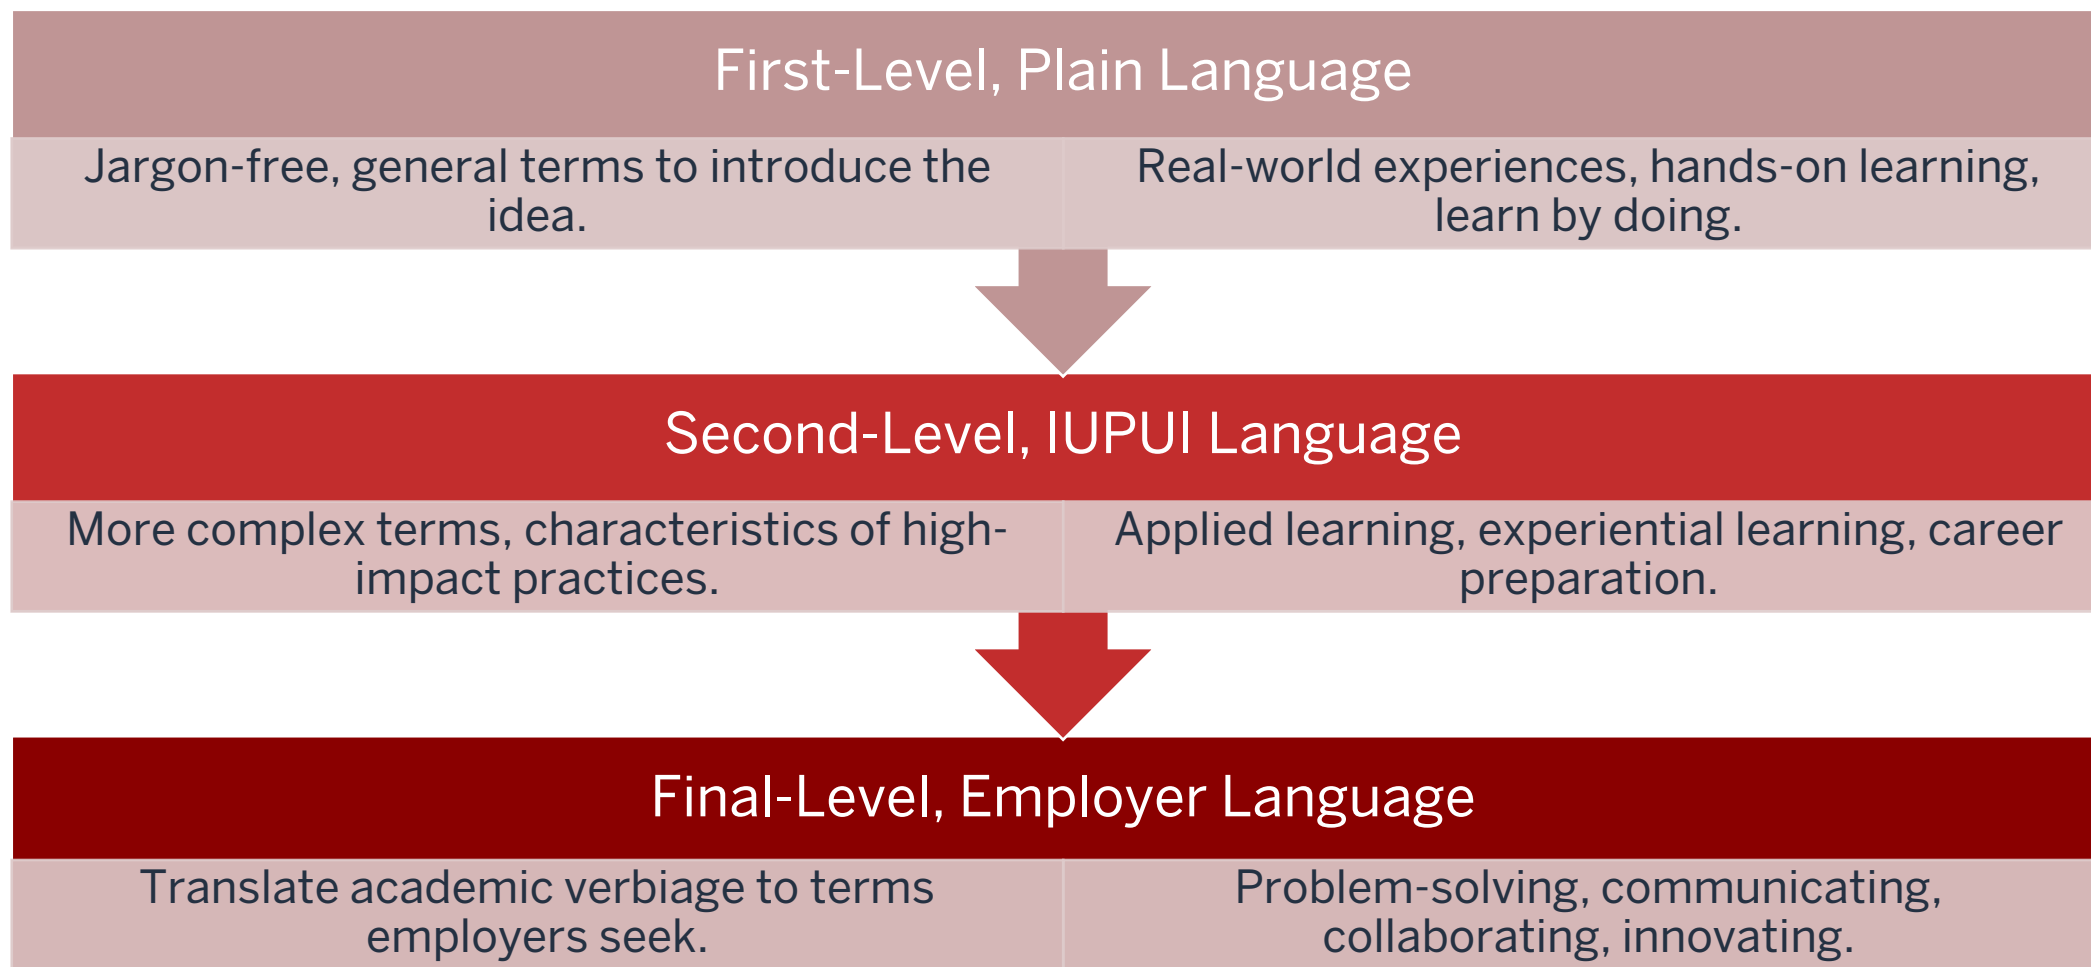 First-Level, Plain Language
Jargon-free, general terms to introduce the
idea.
Real-world experiences, hands-on learning,
learn by doing.
Second-Level, IUPUI Language
More complex terms, characteristics of high-
impact practices.
Applied learning, experiential learning, career
preparation.
Final-Level, Employer Language
Translate academic verbiage to terms
employers seek.
Problem-solving, communicating,
collaborating, innovating.